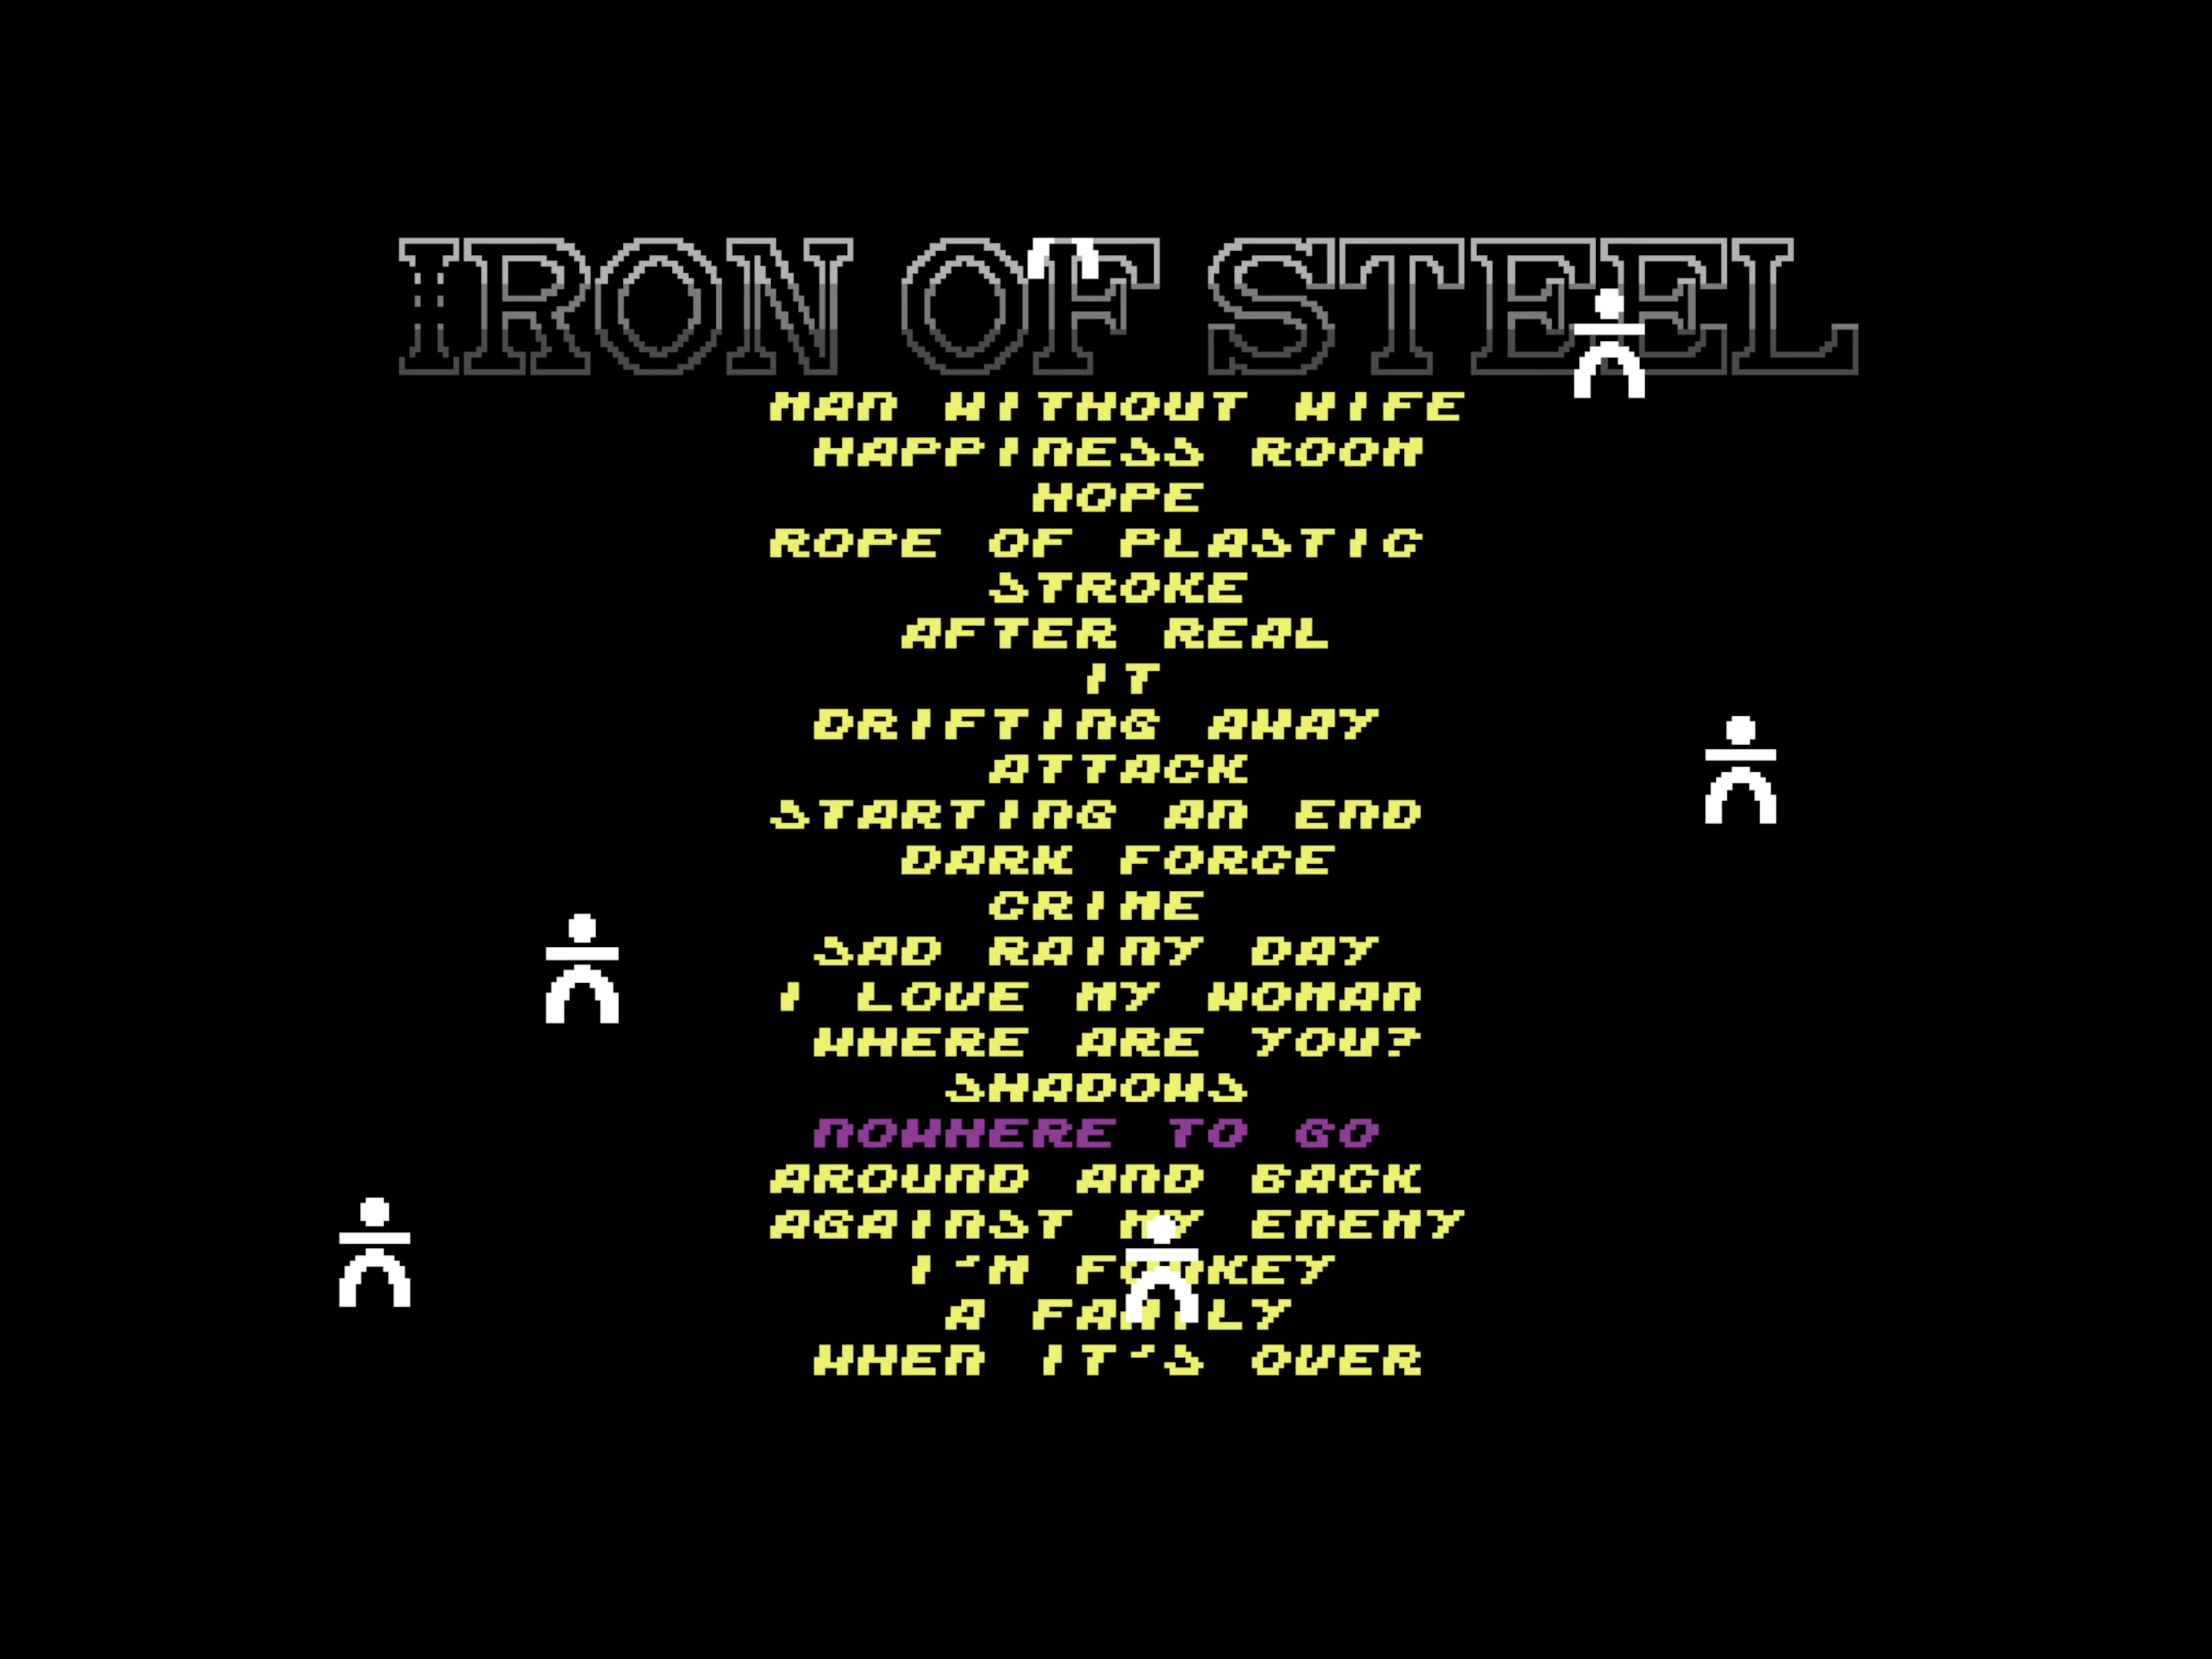 IRON OF STEEL
MAN WITHOUT WIFE
HAPPINESS ROOM
HOPE
ROPE OF PLASTIC
STROKE
AFTER REAL
IT
DRIFTING AWAY
ATTACK
STARTING AN END
DARK FORCE
CRIME
SAD RAINY DAY
I LOVE MY WOMAN
WHERE ARE YOU?
SHADOWS
NOWHERE TO GO
AROUND AND BACK
AGAINST MY ENEMY
I'M
A FAMILY
WHEN IT'S OVER